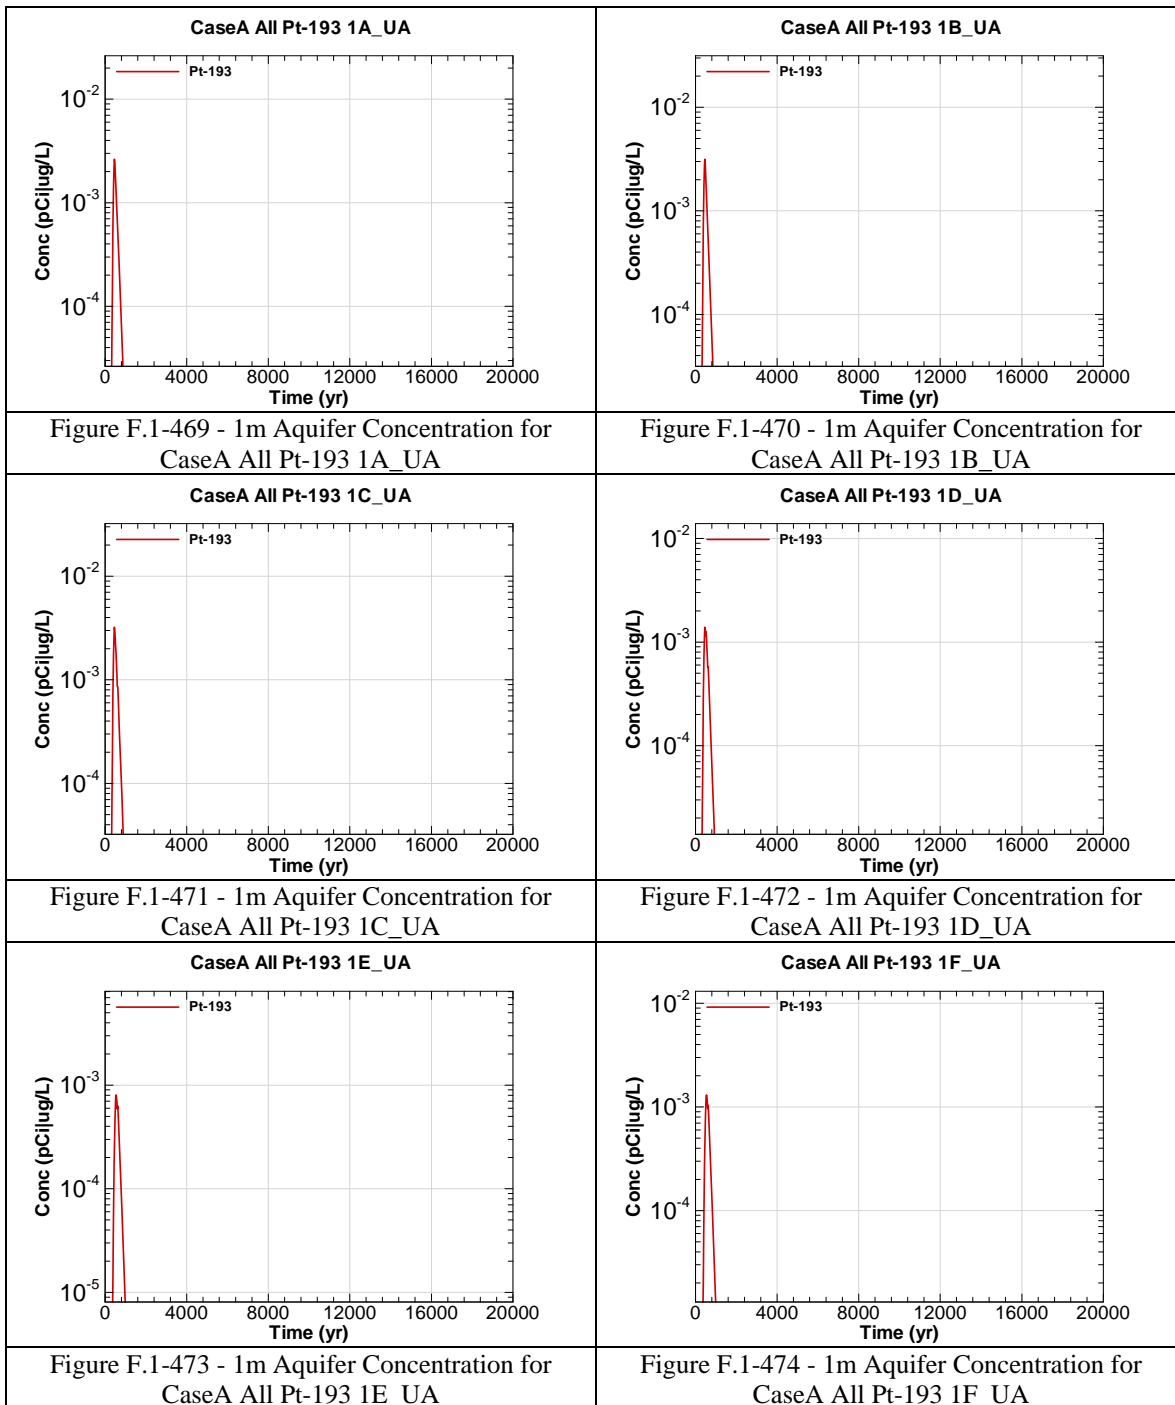 CaseA All Pt-193 1A_UA
Pt-193
10-2
10-3
10-4
Conc (pCi|ug/L)
0 4000 8000 12000 16000 20000
Time (yr)
Figure F.1-469 - 1m Aquifer Concentration for
CaseA All Pt-193 1A_UA
CaseA All Pt-193 1B_UA
Pt-193
10-2
10-3
10-4
Conc (pCi|ug/L)
0 4000 8000 12000 16000 20000
Time (yr)
Figure F.1-470 - 1m Aquifer Concentration for
CaseA All Pt-193 1B_UA
CaseA All Pt-193 1C_UA
Pt-193
10-2
10-3
10-4
Conc (pCi|ug/L)
0 4000 8000 12000 16000 20000
Time (yr)
Figure F.1-471 - 1m Aquifer Concentration for
CaseA All Pt-193 1C_UA
CaseA All Pt-193 1D_UA
Pt-193
10-2
10-3
10-4
Conc (pCi|ug/L)
0 4000 8000 12000 16000 20000
Time (yr)
Figure F.1-472 - 1m Aquifer Concentration for
CaseA All Pt-193 1D_UA
CaseA All Pt-193 1E_UA
Pt-193
10-3
10-4
10-5
Conc (pCi|ug/L)
0 4000 8000 12000 16000 20000
Time (yr)
Figure F.1-473 - 1m Aquifer Concentration for
CaseA All Pt-193 1E_UA
CaseA All Pt-193 1F_UA
Pt-193
10-2
10-3
10-4
Conc (pCi|ug/L)
0 4000 8000 12000 16000 20000
Time (yr)
Figure F.1-474 - 1m Aquifer Concentration for
CaseA All Pt-193 1F_UA